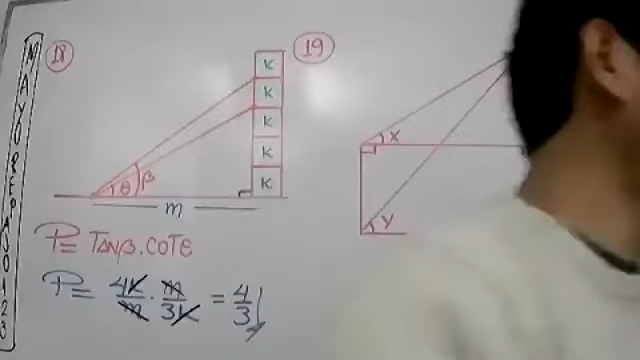 18
19
K
K
K
K
K
θ
β
m
x
y
P = Tanβ.Cotθ
P = 4K/m . m/3K = 4/3